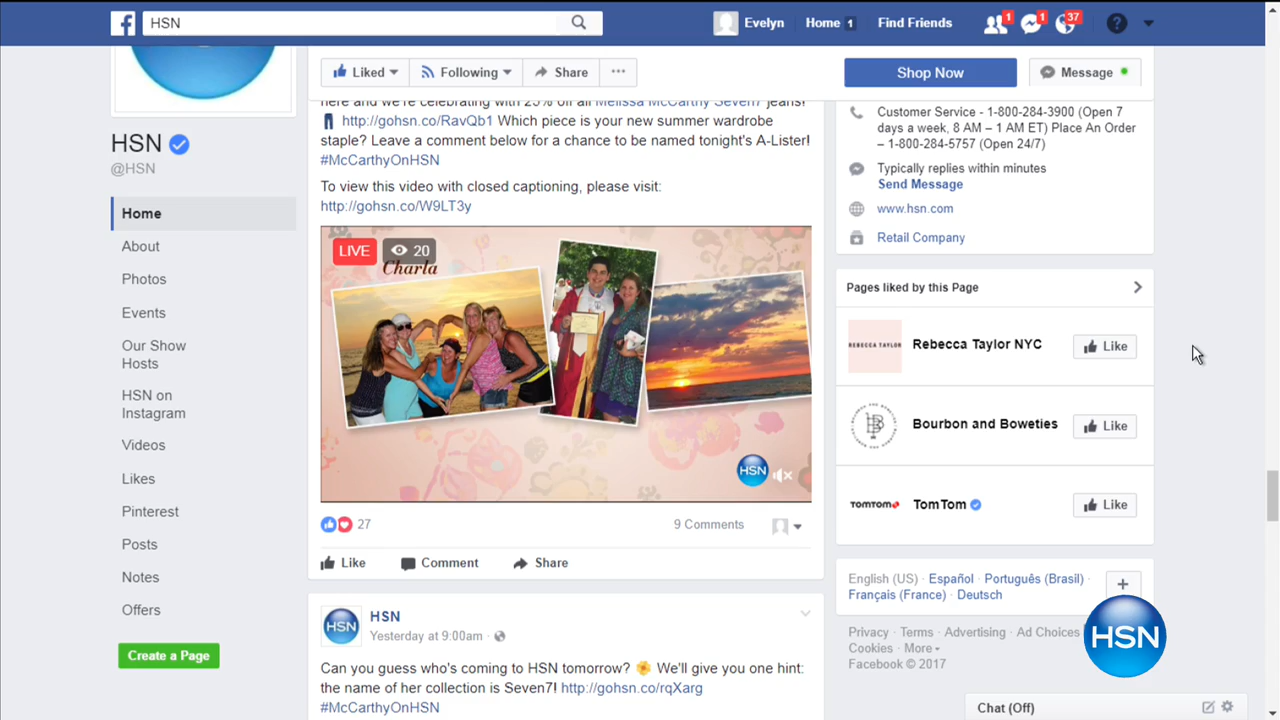 HSN
Evelyn
Home 1
Find Friends
1
1
37
?
Liked
Following
Share
...
Shop Now
Message
HSN
@HSN
Home
About
Photos
Events
Our Show
Hosts
HSN on
Instagram
Videos
Likes
Pinterest
Posts
Notes
Offers
Create a Page
here and we're celebrating with 25% off all Melissa McCarthy Seven7 jeans!
http://gohsn.co/RavQb1 Which piece is your new summer wardrobe
staple? Leave a comment below for a chance to be named tonight's A-Lister!
#McCarthyOnHSN
To view this video with closed captioning, please visit:
http://gohsn.co/W9LT3y
LIVE
20
Charla
HSN
27
9 Comments
Like
Comment
Share
HSN
HSN
Yesterday at 9:00am ·
Can you guess who's coming to HSN tomorrow? We'll give you one hint:
the name of her collection is Seven7! http://gohsn.co/rqXarg
#McCarthyOnHSN
Customer Service - 1-800-284-3900 (Open 7
days a week, 8 AM – 1 AM ET) Place An Order
– 1-800-284-5757 (Open 24/7)
Typically replies within minutes
Send Message
www.hsn.com
Retail Company
Pages liked by this Page
REBECCA TAYLOR
Rebecca Taylor NYC
Like
Bourbon and Boweties
Like
TOMTOM
TomTom
Like
English (US) · Español · Português (Brasil) ·
Français (France) · Deutsch
+
Privacy · Terms · Advertising · Ad Choices
Cookies · More
Facebook © 2017
HSN
Chat (Off)